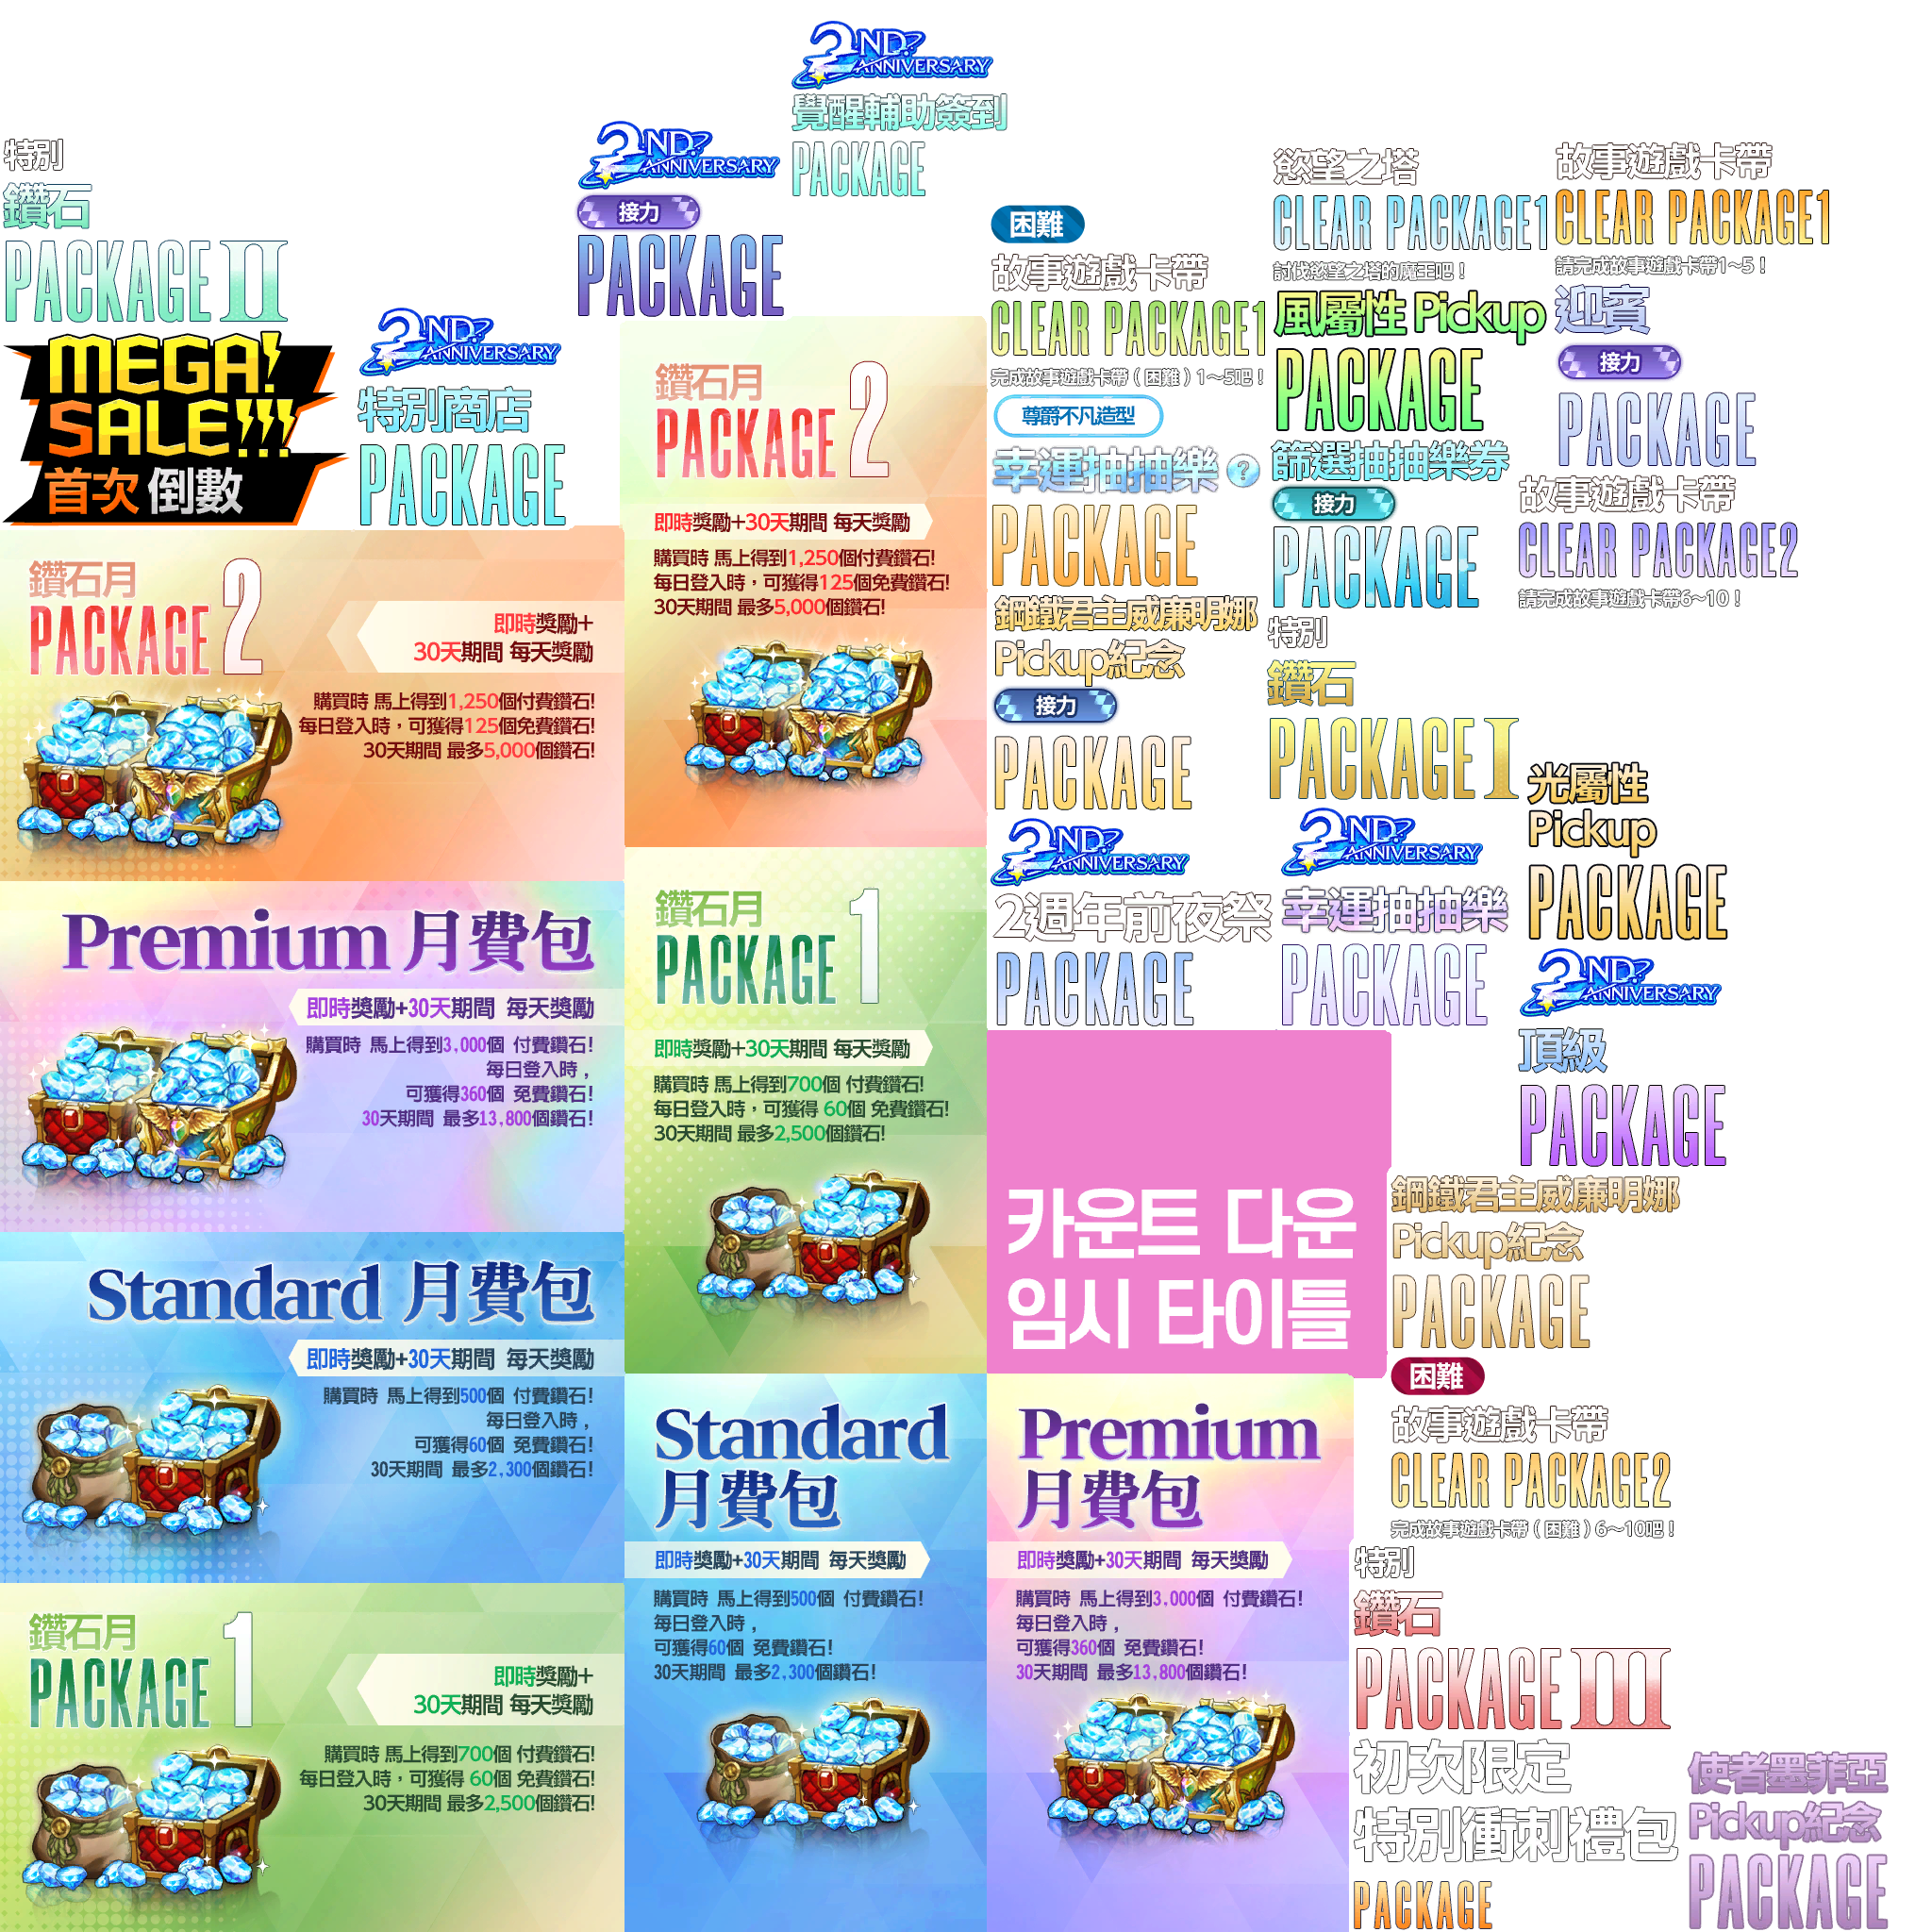 2ND?
ANNIVERSARY
覺醒輔助簽到
PACKAGE
特別
鑽石
PACKAGE II
2ND?
ANNIVERSARY
接力
PACKAGE
MEGA!
SALE!!!
首次 倒數
2ND?
ANNIVERSARY
特別商店
PACKAGE
鑽石月
PACKAGE 2
即時獎勵+
30天期間 每天獎勵
購買時 馬上得到1,250個付費鑽石!
每日登入時，可獲得125個免費鑽石!
30天期間 最多5,000個鑽石!
Premium 月費包
即時獎勵+30天期間 每天獎勵
購買時 馬上得到3,000個 付費鑽石!
每日登入時，
可獲得360個 免費鑽石!
30天期間 最多13,800個鑽石!
Standard 月費包
即時獎勵+30天期間 每天獎勵
購買時 馬上得到500個 付費鑽石!
每日登入時，
可獲得60個 免費鑽石!
30天期間 最多2,300個鑽石!
鑽石月
PACKAGE 1
即時獎勵+
30天期間 每天獎勵
購買時 馬上得到700個 付費鑽石!
每日登入時，可獲得 60個 免費鑽石!
30天期間 最多2,500個鑽石!
鑽石月
PACKAGE 2
即時獎勵+30天期間 每天獎勵
購買時 馬上得到1,250個付費鑽石!
每日登入時，可獲得125個免費鑽石!
30天期間 最多5,000個鑽石!
鑽石月
PACKAGE 1
即時獎勵+30天期間 每天獎勵
購買時 馬上得到700個 付費鑽石!
每日登入時，可獲得 60個 免費鑽石!
30天期間 最多2,500個鑽石!
Standard
月費包
即時獎勵+30天期間 每天獎勵
購買時 馬上得到500個 付費鑽石!
每日登入時，
可獲得60個 免費鑽石!
30天期間 最多2,300個鑽石!
困難
故事遊戲卡帶
CLEAR PACKAGE1
完成故事遊戲卡帶（困難）1～5吧！
尊爵不凡造型
幸運抽抽樂 ?
PACKAGE
鋼鐵君主威廉明娜
Pickup紀念
接力
PACKAGE
2ND?
ANNIVERSARY
2週年前夜祭
PACKAGE
카운트 다운
임시 타이틀
Premium
月費包
即時獎勵+30天期間 每天獎勵
購買時 馬上得到3,000個 付費鑽石!
每日登入時，
可獲得360個 免費鑽石!
30天期間 最多13,800個鑽石!
慾望之塔
CLEAR PACKAGE1
討伐慾望之塔的魔王吧！
風屬性 Pickup
PACKAGE
篩選抽抽樂券
接力
PACKAGE
特別
鑽石
PACKAGE I
2ND?
ANNIVERSARY
幸運抽抽樂
PACKAGE
故事遊戲卡帶
CLEAR PACKAGE1
請完成故事遊戲卡帶1～5！
迎賓
接力
PACKAGE
故事遊戲卡帶
CLEAR PACKAGE2
請完成故事遊戲卡帶6～10！
光屬性
Pickup
PACKAGE
2ND?
ANNIVERSARY
頂級
PACKAGE
鋼鐵君主威廉明娜
Pickup紀念
PACKAGE
困難
故事遊戲卡帶
CLEAR PACKAGE2
完成故事遊戲卡帶（困難）6～10吧！
特別
鑽石
PACKAGE III
初次限定
特別衝刺禮包
PACKAGE
使者墨菲亞
Pickup紀念
PACKAGE